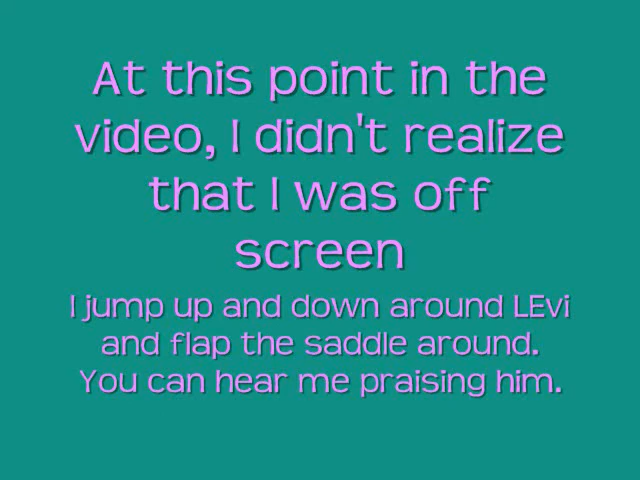 At this point in the
video, I didn't realize
that I was off
screen
I jump up and down around LEvi
and flap the saddle around.
You can hear me praising him.